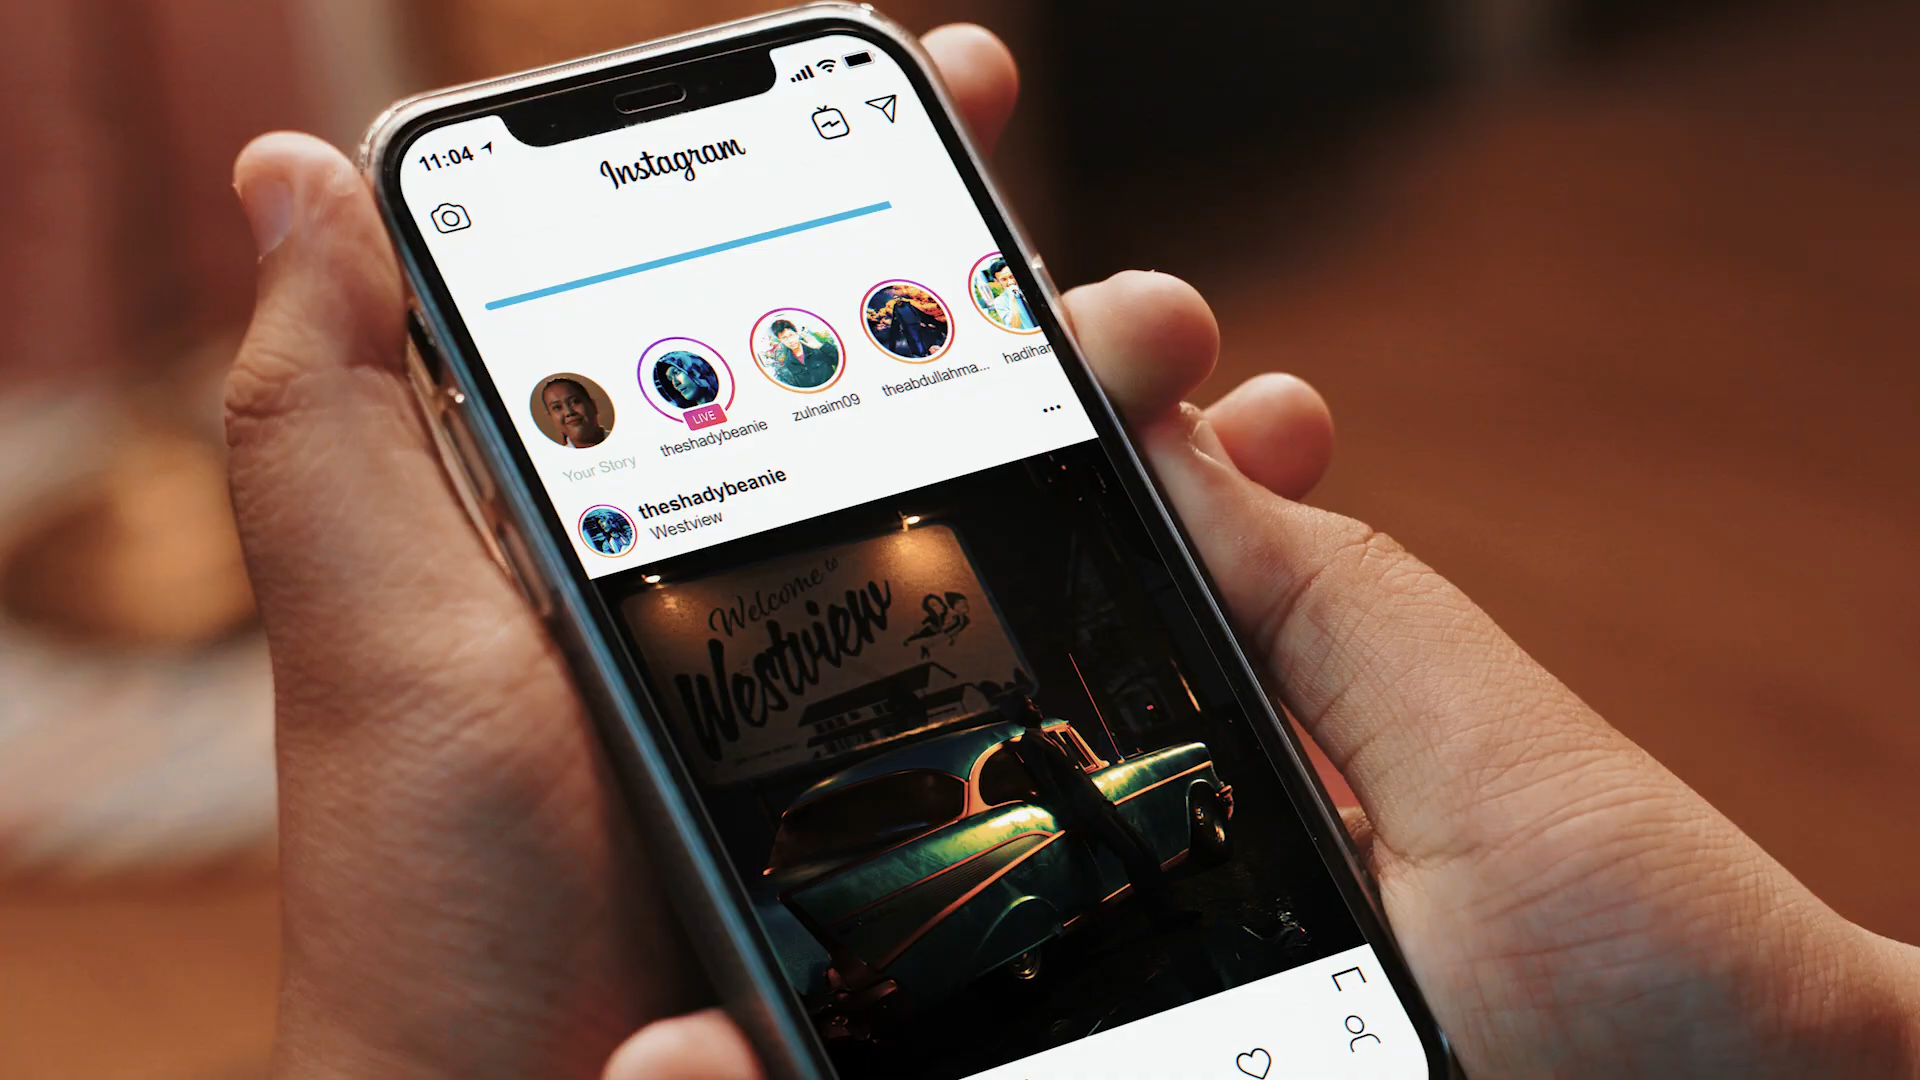 11:04
Instagram
LIVE
Your Story
theshadybeanie
zulnaim09
theabdullahma...
hadihar
theshadybeanie
Westview
Welcome to
Westview